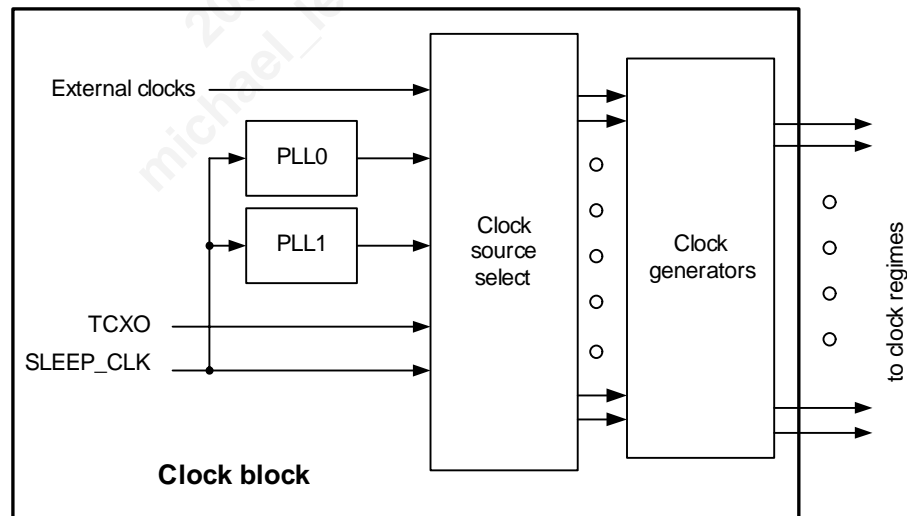 External clocks
PLL0
PLL1
TCXO
SLEEP_CLK
Clock
source
select
Clock
generators
to clock regimes
Clock block